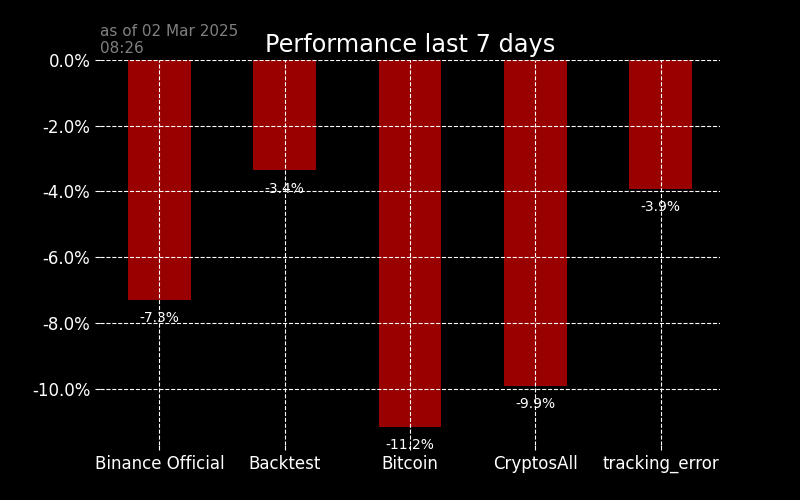 as of 02 Mar 2025
08:26
Performance last 7 days
0.0%
-2.0%
-4.0%
-6.0%
-8.0%
-10.0%
-7.3%
-3.4%
-11.2%
-9.9%
-3.9%
Binance Official
Backtest
Bitcoin
CryptosAll
tracking_error